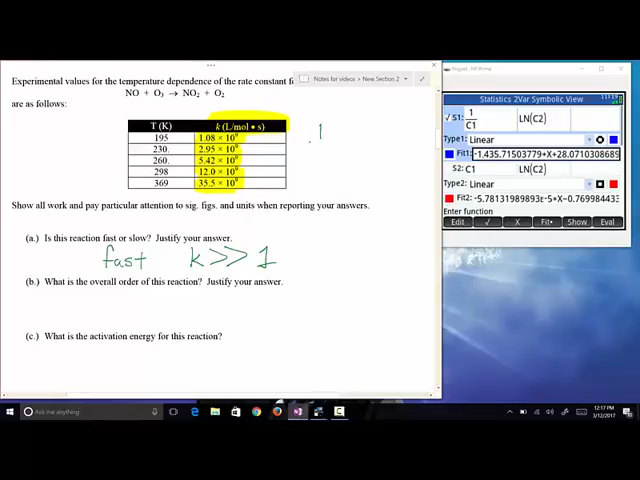 Experimental values for the temperature dependence of the rate constant fo
NO + O₃ → NO₂ + O₂
are as follows:
Notes for videos > New Section 2
T (K) k (L/mol • s)
195 1.08 × 10⁹
230. 2.95 × 10⁹
260. 5.42 × 10⁹
298 12.0 × 10⁹
369 35.5 × 10⁹
Show all work and pay particular attention to sig. figs. and units when reporting your answers.
(a.) Is this reaction fast or slow? Justify your answer.
fast k >> 1
(b.) What is the overall order of this reaction? Justify your answer.
(c.) What is the activation energy for this reaction?
HP Prime
Statistics 2Var Symbolic View
√ S1: 1/C1 LN(C2)
Type1: Linear
Fit1: -1,435.71503779*X+28.0710308689
S2: C1 LN(C2)
Type2: Linear
Fit2: -5.78131989893ᴇ-5*X-0.769984433
Enter function
Edit √ X Fit• Show Eval
Ask me anything
12:17 PM
3/12/2017